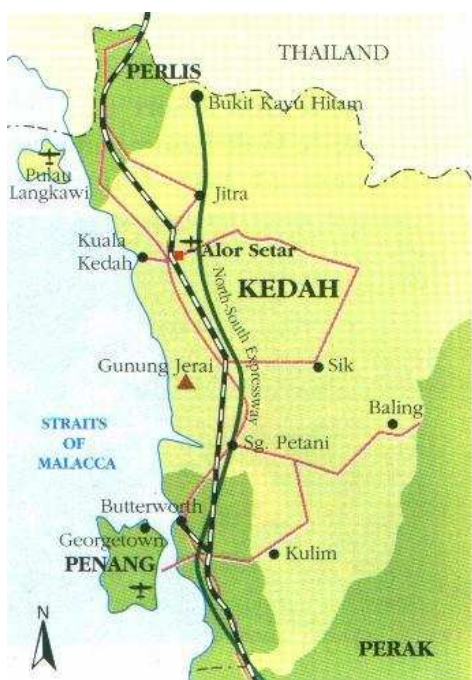 THAILAND
PERLIS
Bukit Kayu Hitam
Pulau
Langkawi
Jitra
Kuala
Kedah
Alor Setar
KEDAH
North-South Expressway
Gunung Jerai
Sik
Baling
STRAITS
OF
MALACCA
Sg. Petani
Butterworth
Georgetown
PENANG
Kulim
N
PERAK